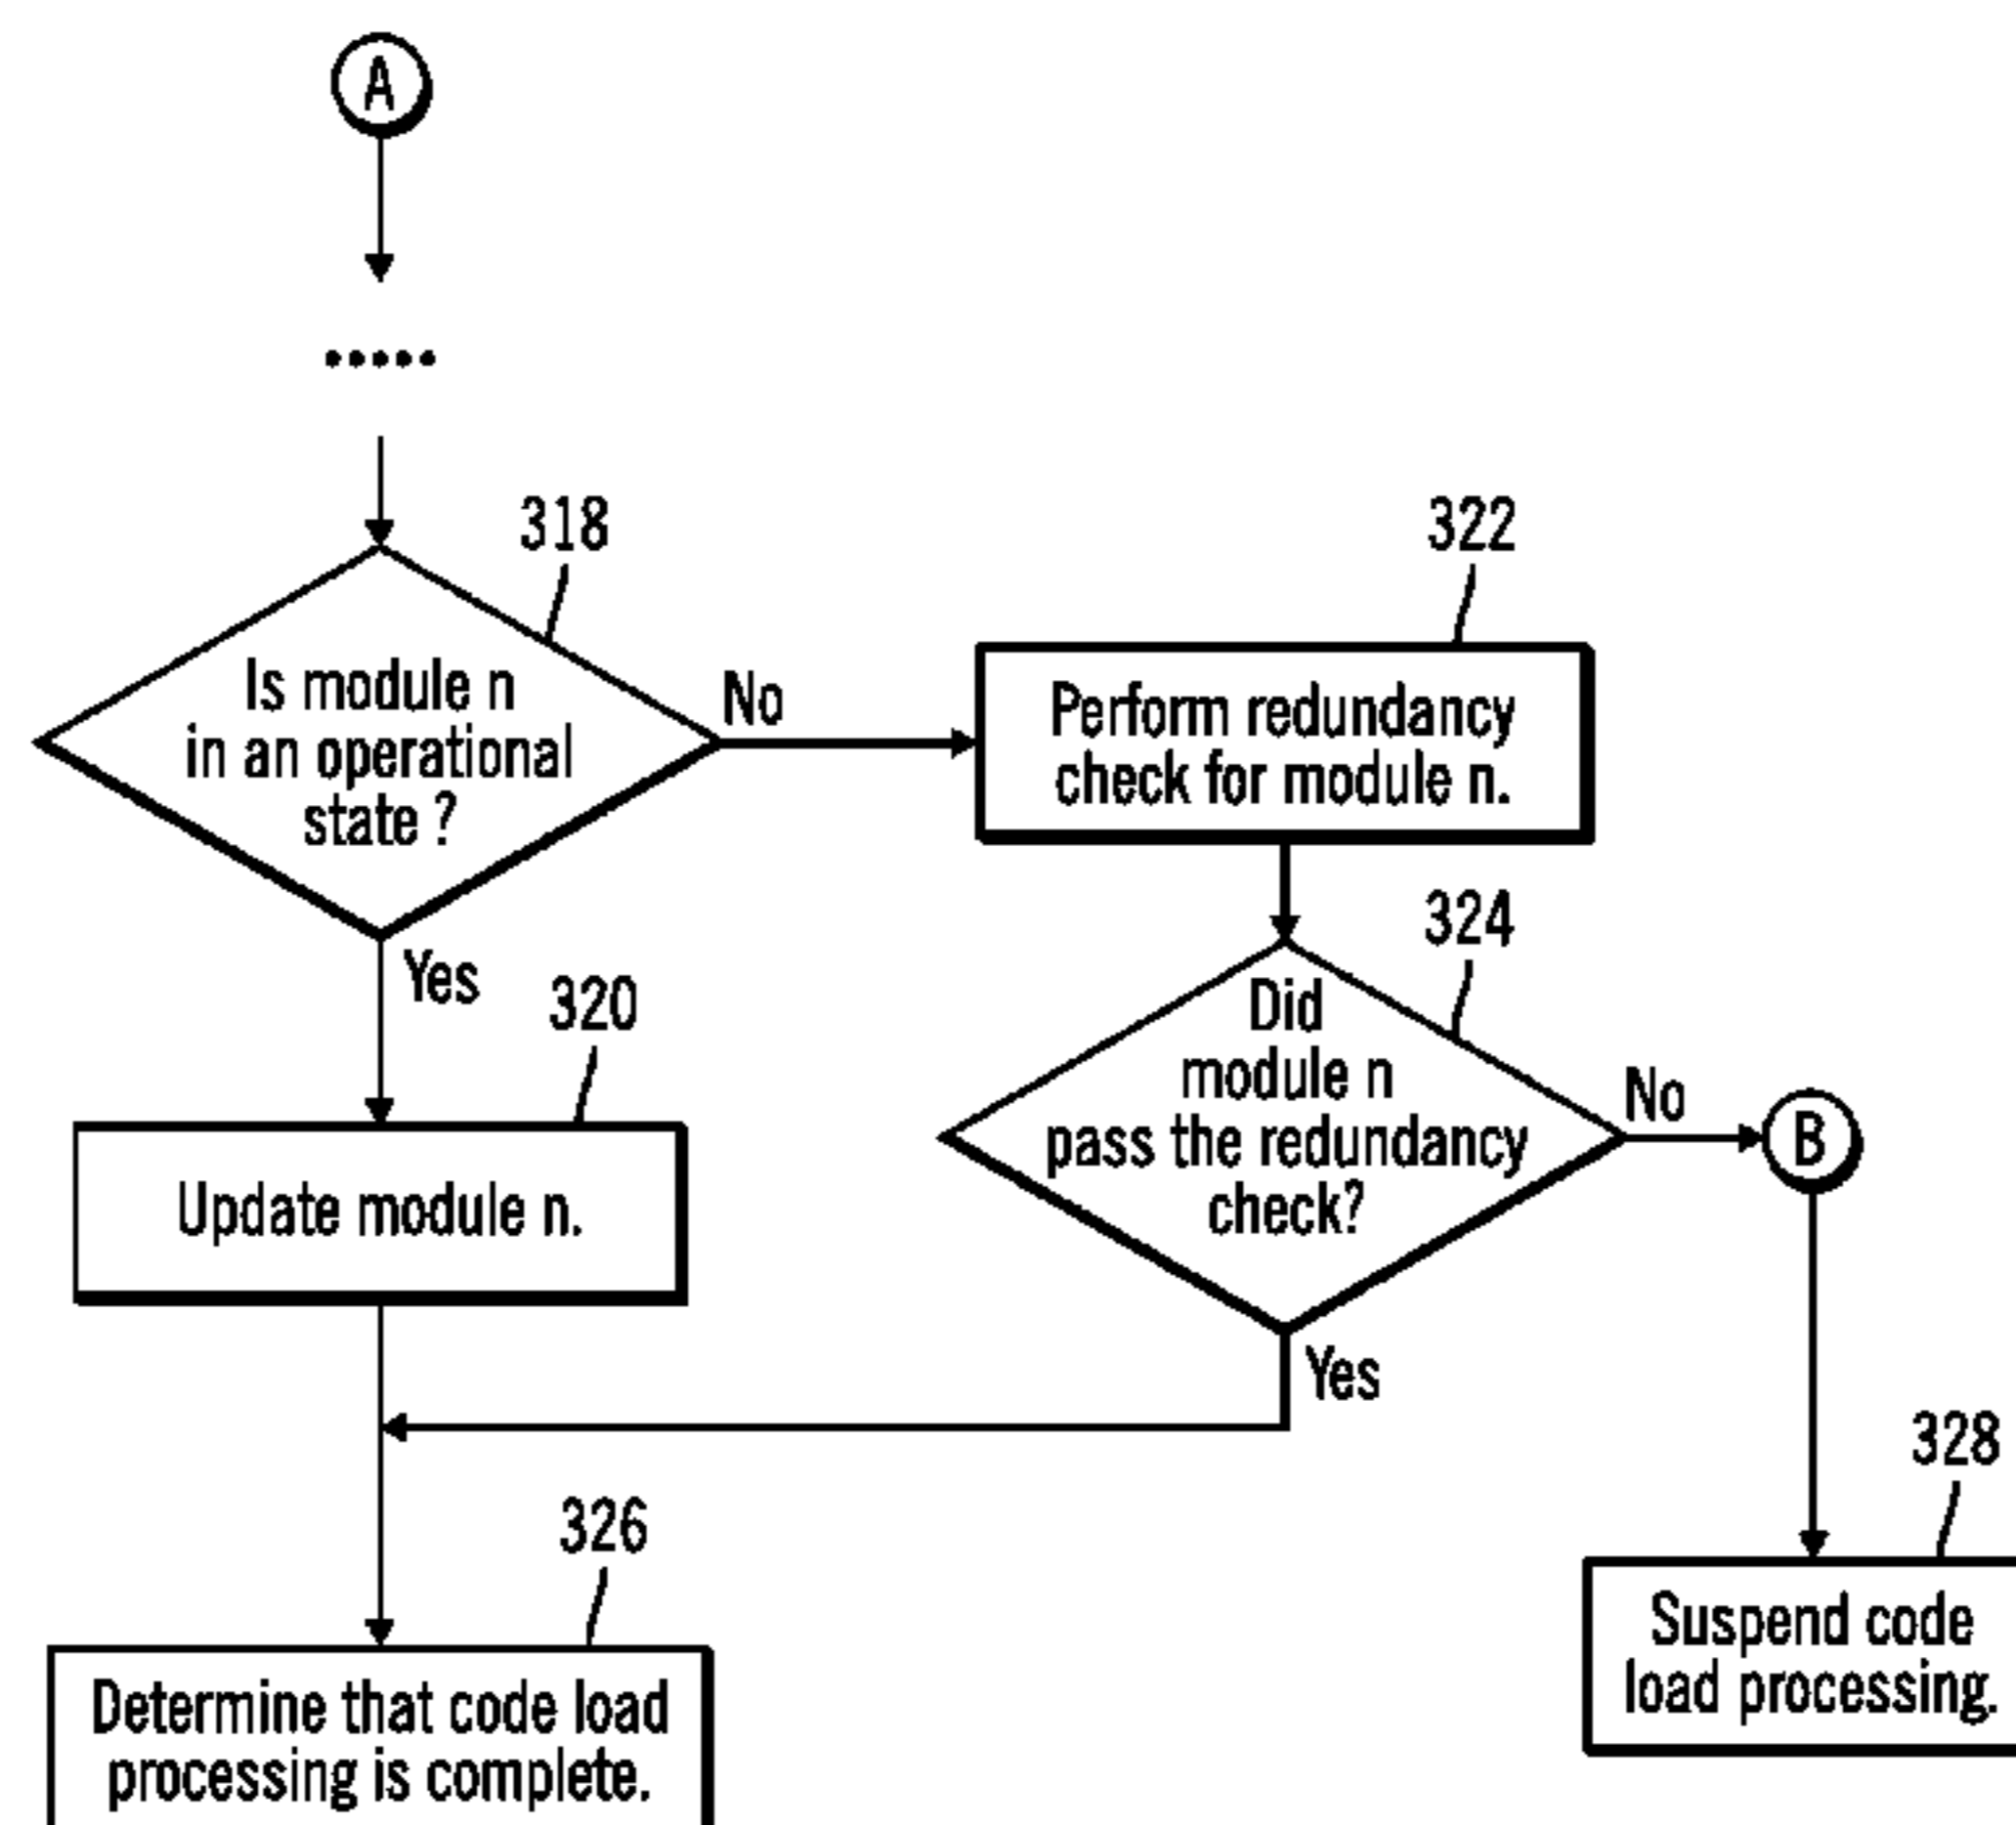 A
.....
318
Is module n
in an operational
state ?
No
Yes
322
Perform redundancy
check for module n.
324
Did
module n
pass the redundancy
check?
No
Yes
B
320
Update module n.
326
Determine that code load
processing is complete.
328
Suspend code
load processing.